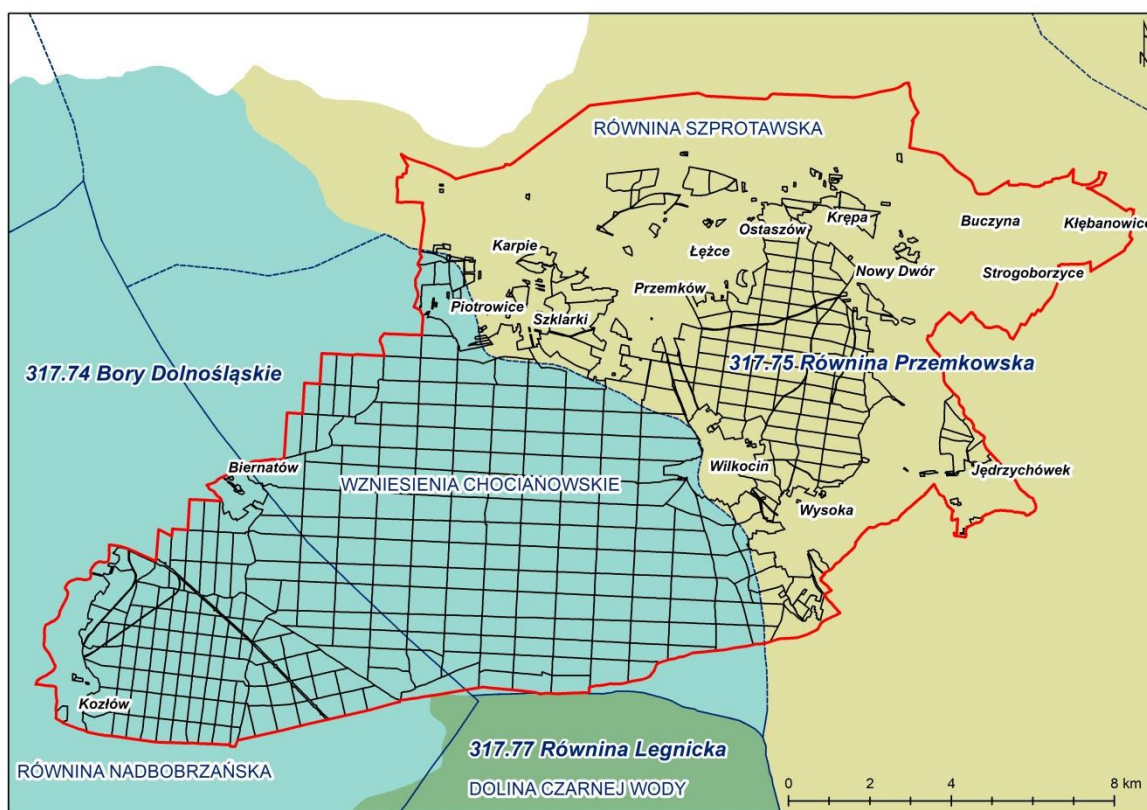 RÓWNINA SZPROTAWSKA
Krępa
Buczyna
Kłębanowice
Ostaszów
Karpie
Łężce
Nowy Dwór
Strogoborzyce
Przemków
Piotrowice
Szklarki
317.74 Bory Dolnośląskie
317.75 Równina Przemkowska
Biernatów
WZNIESIENIA CHOCIANOWSKIE
Wilkocin
Jędrzychówek
Wysoka
Kozłów
317.77 Równina Legnicka
RÓWNINA NADBOBRZAŃSKA
DOLINA CZARNEJ WODY
0 2 4 8 km